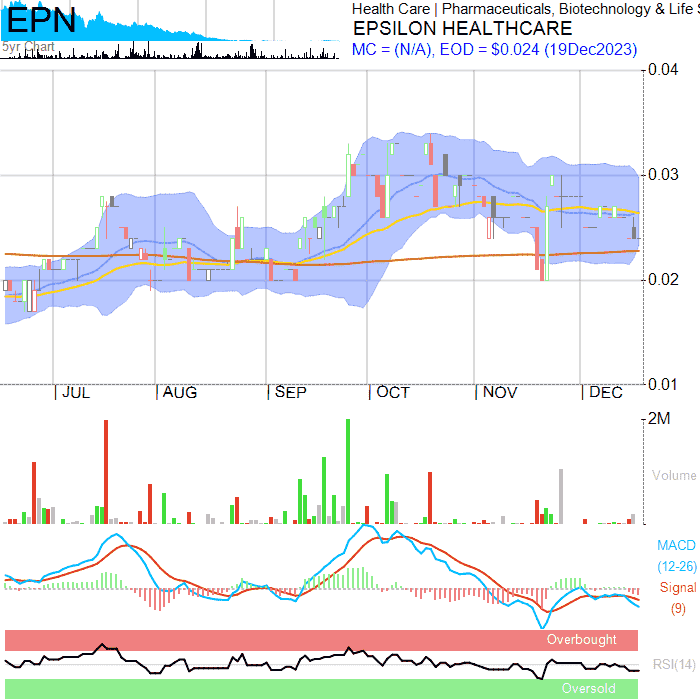 EPN
5yr Chart
Health Care | Pharmaceuticals, Biotechnology & Life S
EPSILON HEALTHCARE
MC = (N/A), EOD = $0.024 (19Dec2023)
0.04
0.03
0.02
0.01
JUL AUG SEP OCT NOV DEC
2M
Volume
MACD
(12-26)
Signal
(9)
Overbought
RSI(14)
Oversold